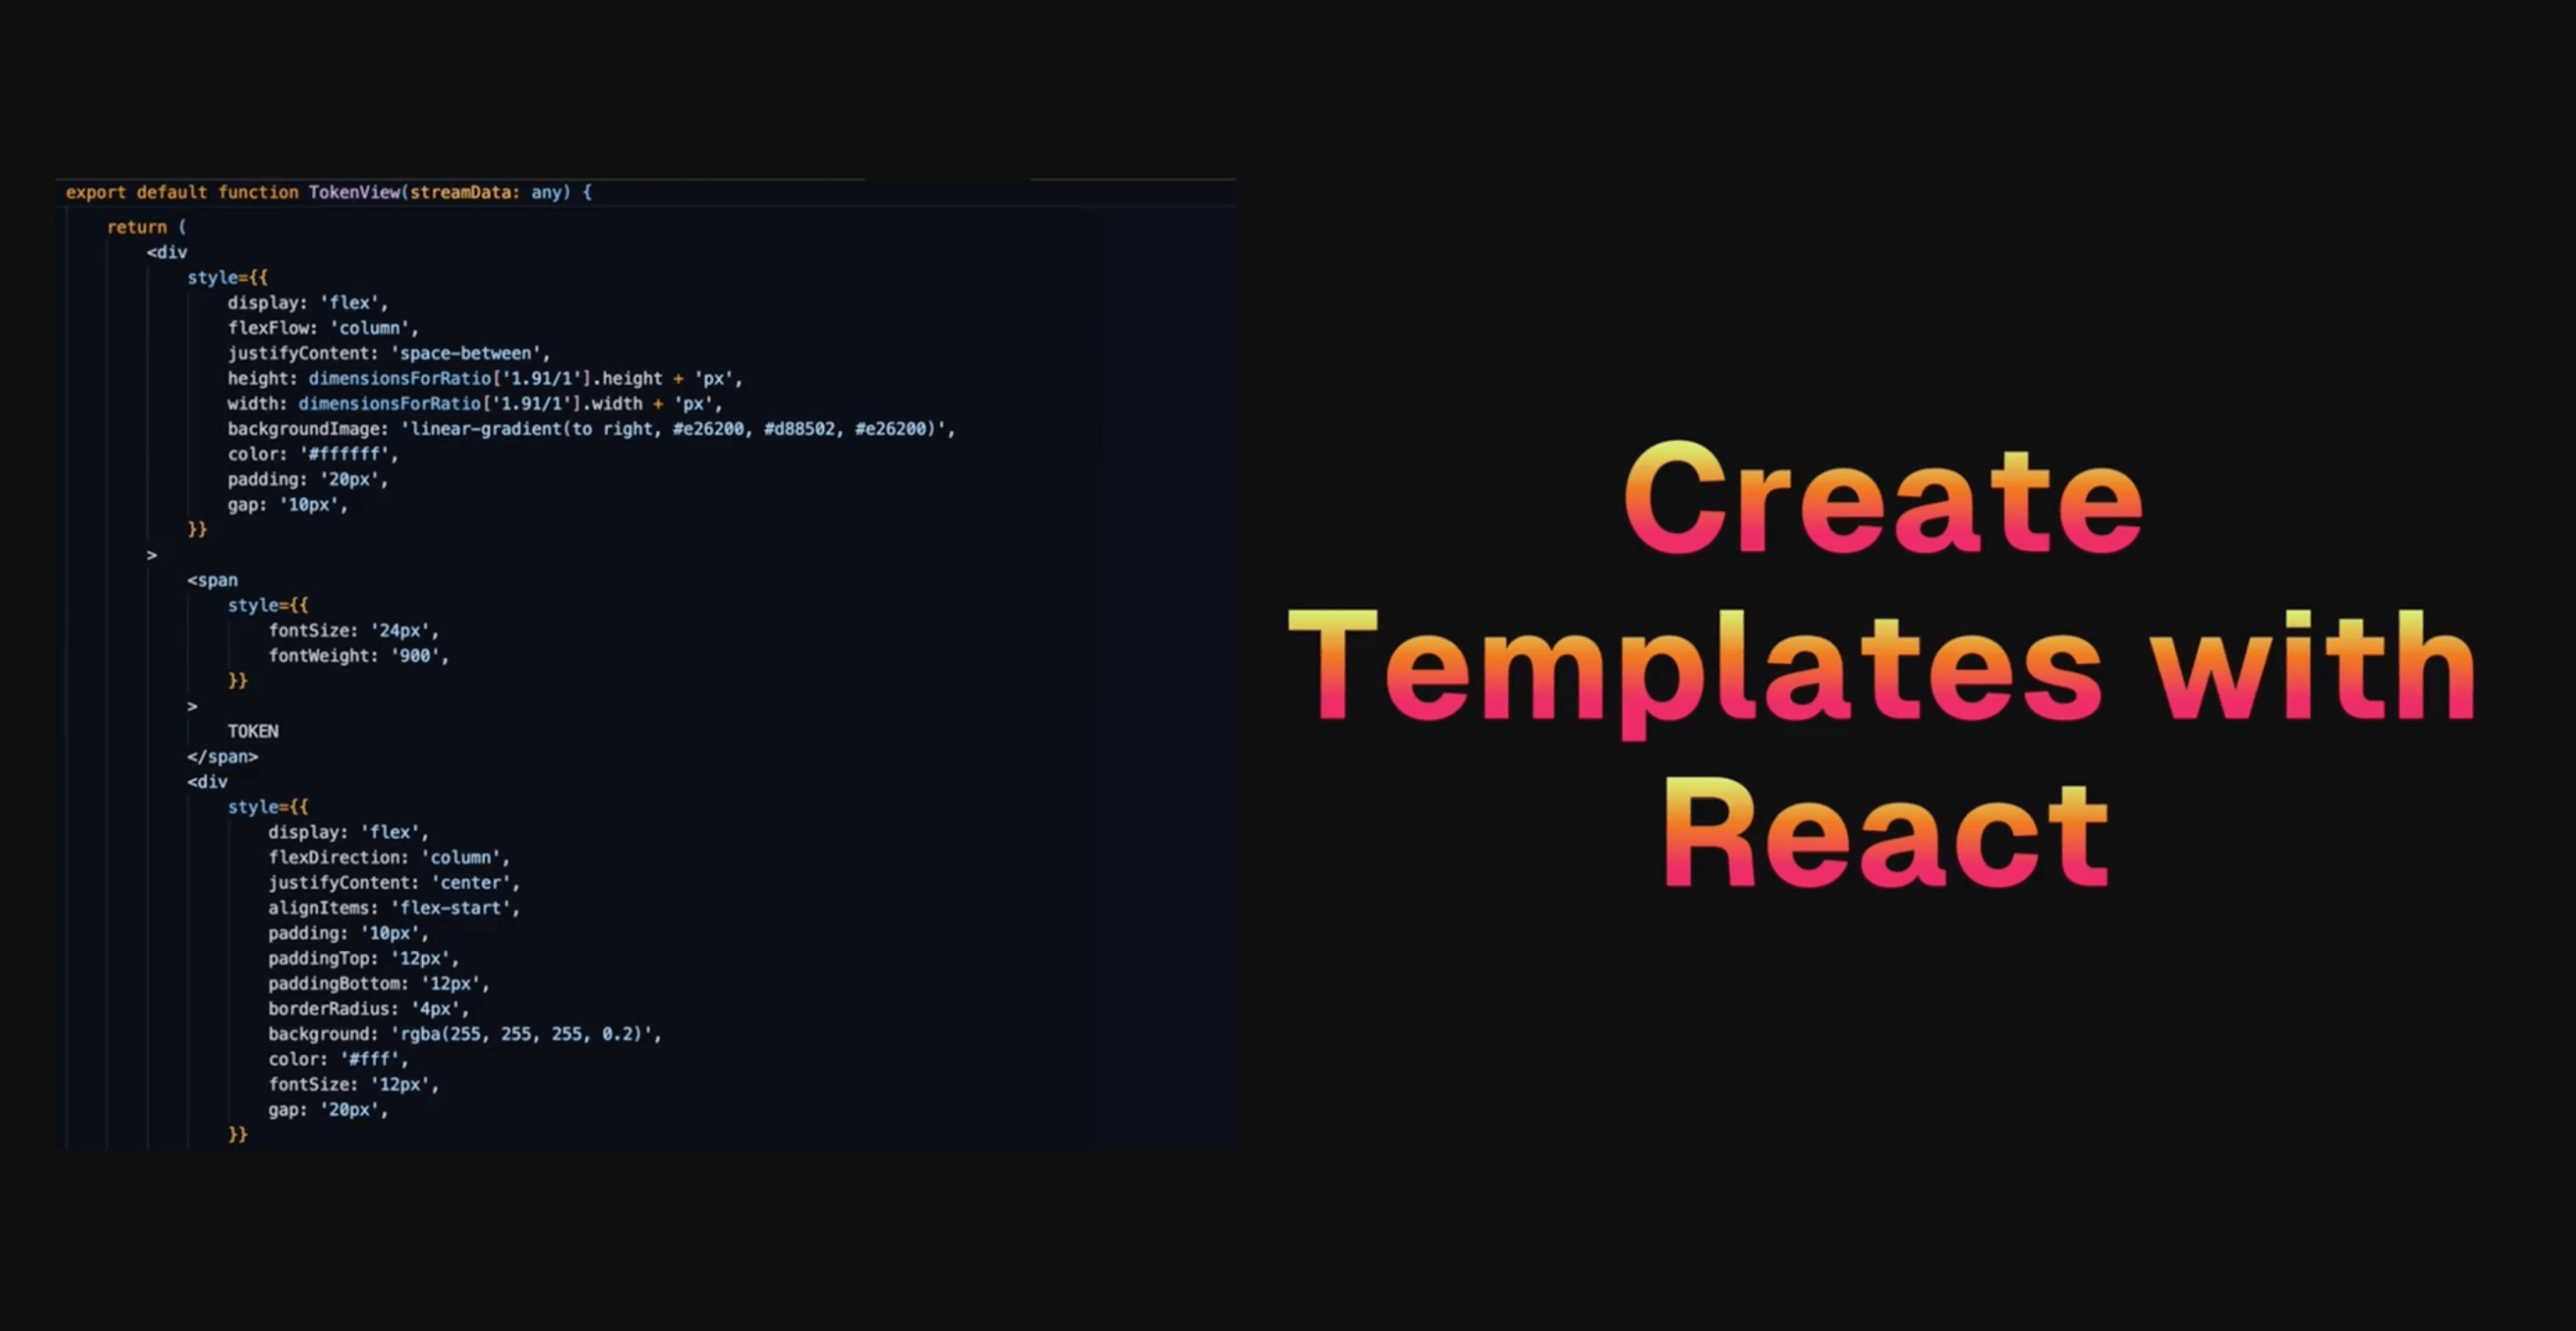 export default function TokenView(streamData: any) {
return (
<div
style={{
display: 'flex',
flexFlow: 'column',
justifyContent: 'space-between',
height: dimensionsForRatio['1.91/1'].height + 'px',
width: dimensionsForRatio['1.91/1'].width + 'px',
backgroundImage: 'linear-gradient(to right, #e26200, #d88502, #e26200)',
color: '#ffffff',
padding: '20px',
gap: '10px',
}}
>
<span
style={{
fontSize: '24px',
fontWeight: '900',
}}
>
TOKEN
</span>
<div
style={{
display: 'flex',
flexDirection: 'column',
justifyContent: 'center',
alignItems: 'flex-start',
padding: '10px',
paddingTop: '12px',
paddingBottom: '12px',
borderRadius: '4px',
background: 'rgba(255, 255, 255, 0.2)',
color: '#fff',
fontSize: '12px',
gap: '20px',
}}
Create
Templates with
React